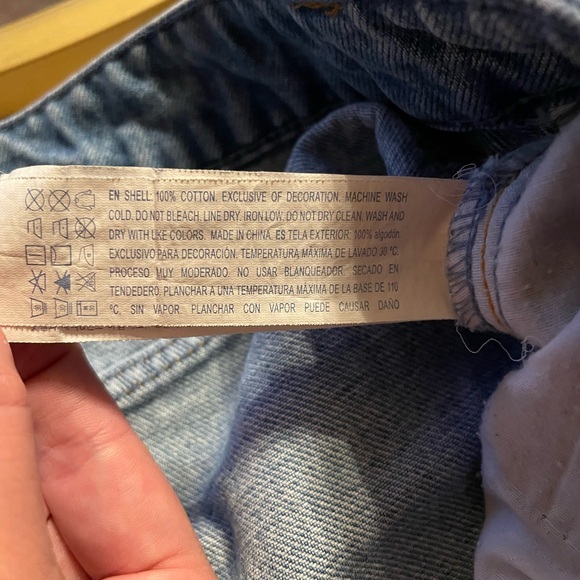 EN SHELL: 100% COTTON. EXCLUSIVE OF DECORATION. MACHINE WASH
COLD. DO NOT BLEACH. LINE DRY. IRON LOW. DO NOT DRY CLEAN. WASH AND
DRY WITH LIKE COLORS. MADE IN CHINA. ES TELA EXTERIOR: 100% algodón.
EXCLUSIVO PARA DECORACIÓN. TEMPERATURA MÁXIMA DE LAVADO 30 °C.
PROCESO MUY MODERADO. NO USAR BLANQUEADOR. SECADO EN
TENDEDERO. PLANCHAR A UNA TEMPERATURA MÁXIMA DE LA BASE DE 110
°C, SIN VAPOR. PLANCHAR CON VAPOR PUEDE CAUSAR DAÑO